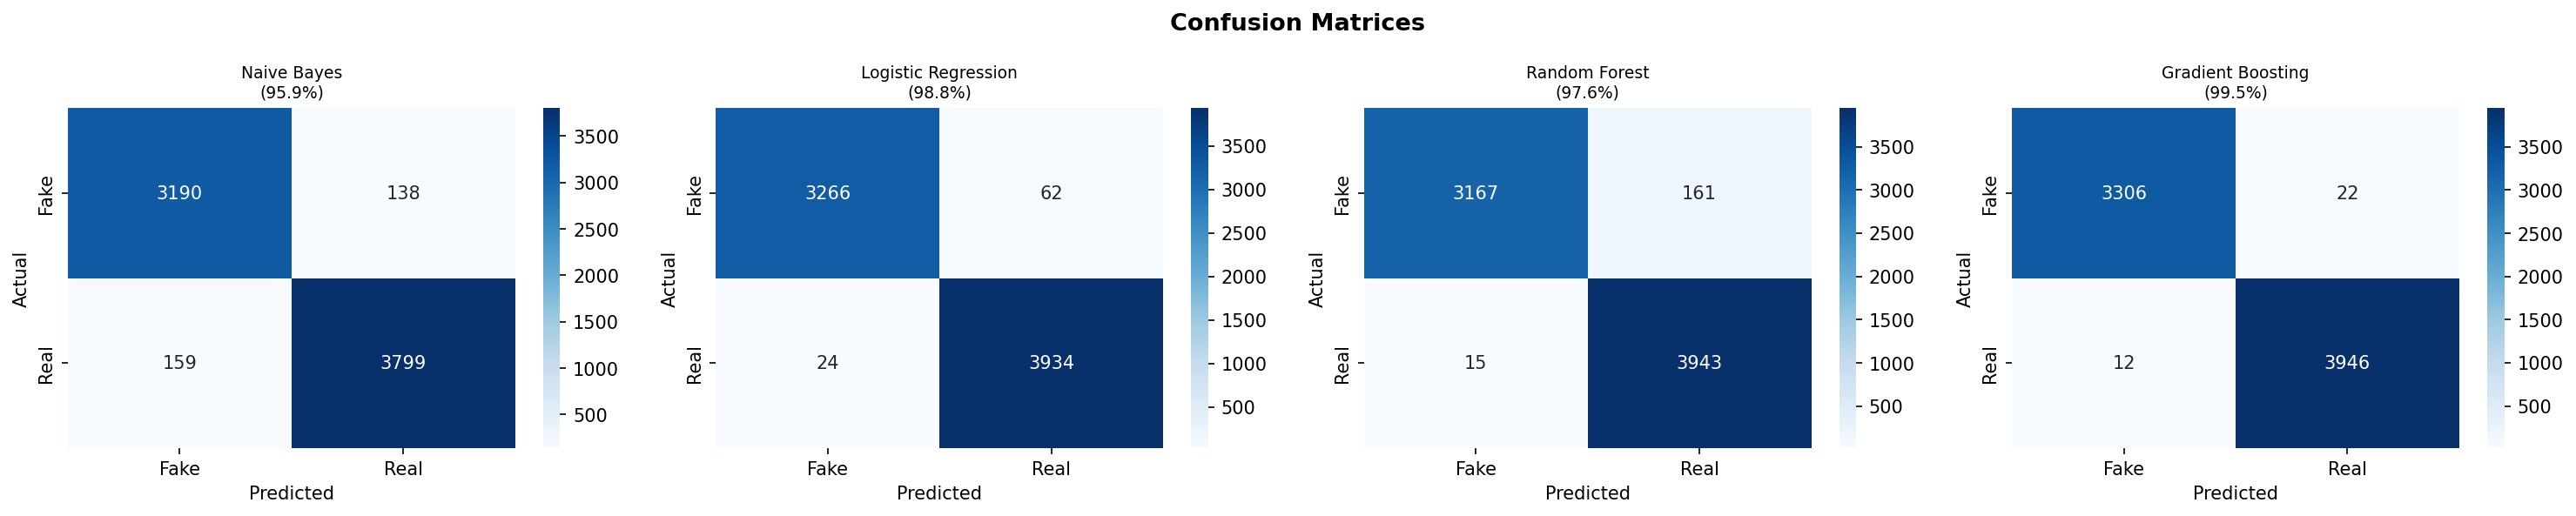 Confusion Matrices
Naive Bayes
(95.9%)
Fake
Real
Actual
3190
138
159
3799
Fake
Real
Predicted
3500
3000
2500
2000
1500
1000
500
Logistic Regression
(98.8%)
Fake
Real
Actual
3266
62
24
3934
Fake
Real
Predicted
3500
3000
2500
2000
1500
1000
500
Random Forest
(97.6%)
Fake
Real
Actual
3167
161
15
3943
Fake
Real
Predicted
3500
3000
2500
2000
1500
1000
500
Gradient Boosting
(99.5%)
Fake
Real
Actual
3306
22
12
3946
Fake
Real
Predicted
3500
3000
2500
2000
1500
1000
500